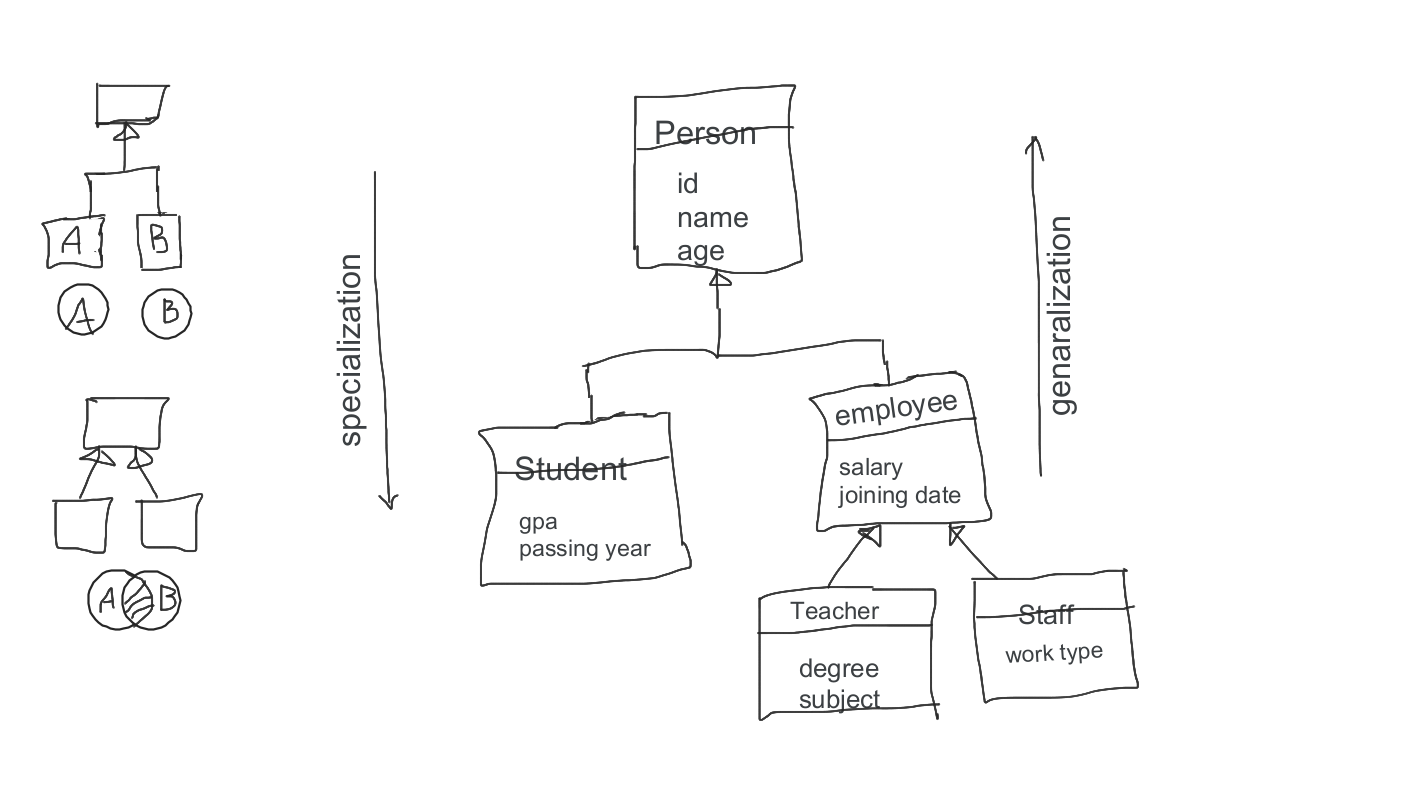 A
B
A
B
A
B
specialization
Person
id
name
age
genaralization
Student
gpa
passing year
employee
salary
joining date
Teacher
degree
subject
Staff
work type